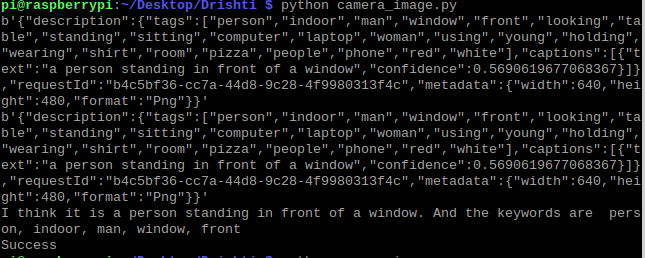 pi@raspberrypi:~/Desktop/Drishti $ python camera_image.py
b'{"description":{"tags":["person","indoor","man","window","front","looking","ta
ble","standing","sitting","computer","laptop","woman","using","young","holding",
"wearing","shirt","room","pizza","people","phone","red","white"],"captions":[{"t
ext":"a person standing in front of a window","confidence":0.5690619677068367}]}
,"requestId":"b4c5bf36-cc7a-44d8-9c28-4f9980313f4c","metadata":{"width":640,"hei
ght":480,"format":"Png"}}'
b'{"description":{"tags":["person","indoor","man","window","front","looking","ta
ble","standing","sitting","computer","laptop","woman","using","young","holding",
"wearing","shirt","room","pizza","people","phone","red","white"],"captions":[{"t
ext":"a person standing in front of a window","confidence":0.5690619677068367}]}
,"requestId":"b4c5bf36-cc7a-44d8-9c28-4f9980313f4c","metadata":{"width":640,"hei
ght":480,"format":"Png"}}'
I think it is a person standing in front of a window. And the keywords are  pers
on, indoor, man, window, front
Success